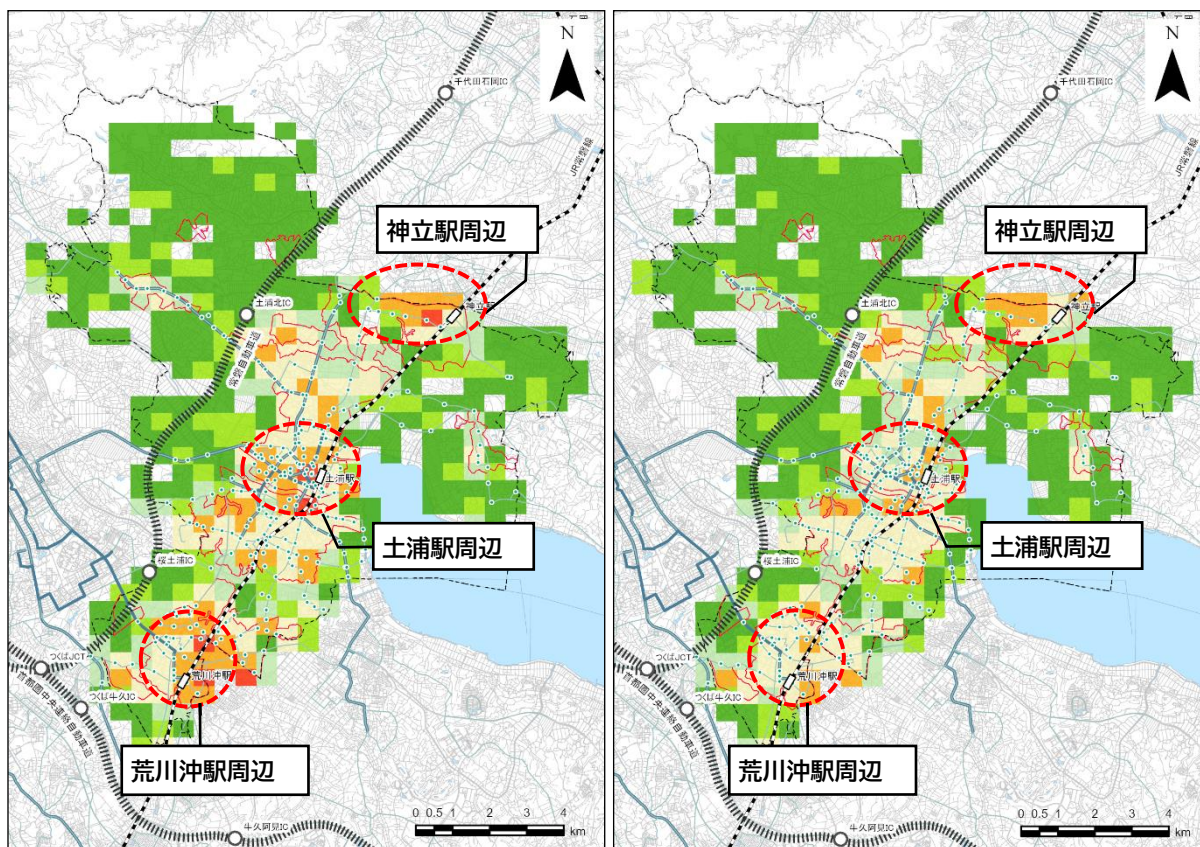 N
千代田石岡IC
JR常磐線
神立駅周辺
神立駅
土浦北IC
常磐自動車道
土浦駅
土浦駅周辺
桜土浦IC
つくばJCT
荒川沖駅
つくば牛久IC
首都圏中央連絡自動車道
荒川沖駅周辺
牛久阿見IC
0 0.5 1 2 3 4
km
N
千代田石岡IC
JR常磐線
神立駅周辺
神立駅
土浦北IC
常磐自動車道
土浦駅
土浦駅周辺
桜土浦IC
つくばJCT
荒川沖駅
つくば牛久IC
首都圏中央連絡自動車道
荒川沖駅周辺
牛久阿見IC
0 0.5 1 2 3 4
km